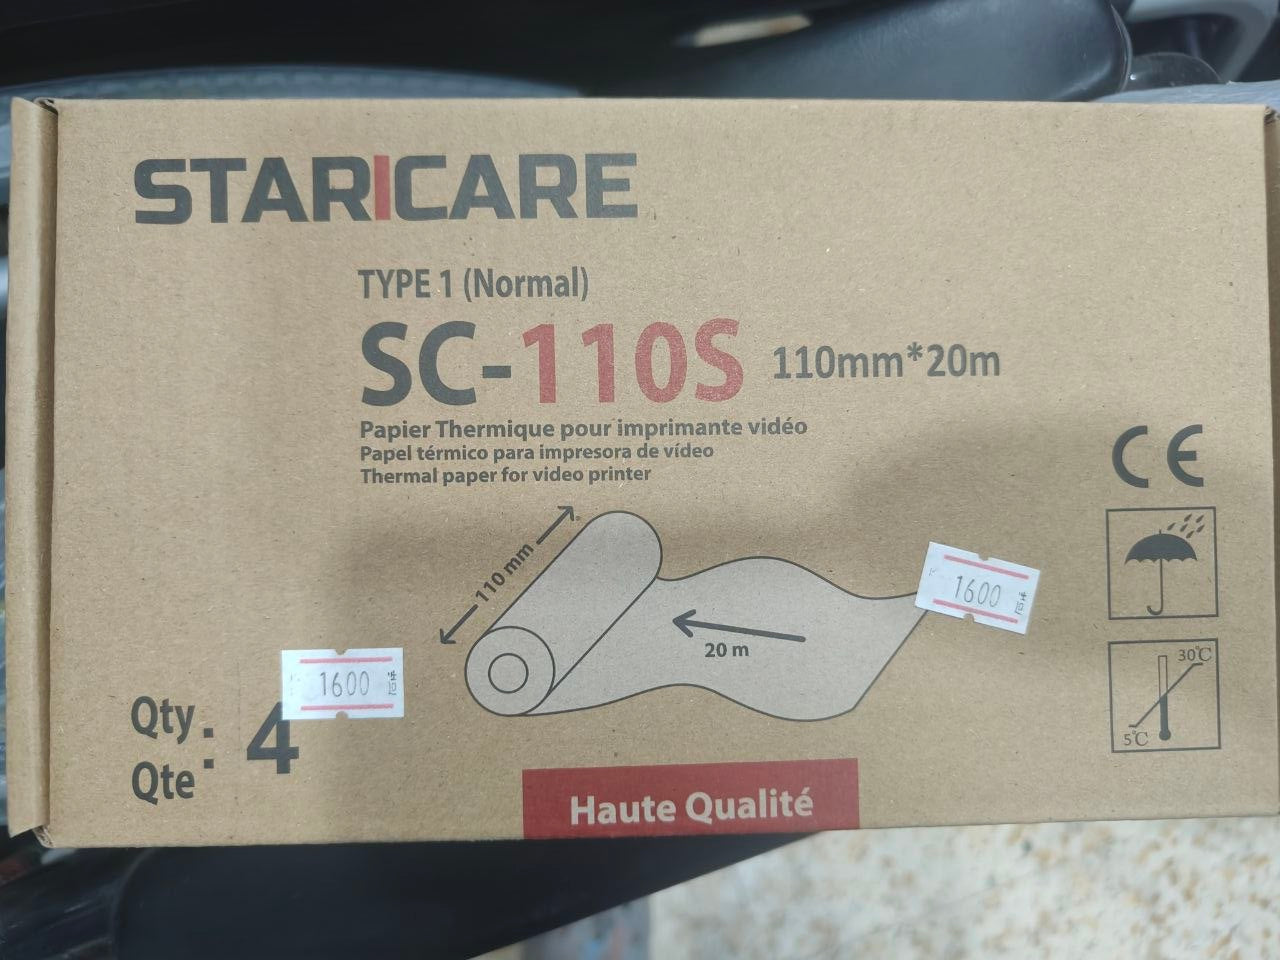 STARICARE
TYPE 1 (Normal)
SC-110S 110mm*20m
Papier Thermique pour imprimante vidéo
Papel térmico para impresora de vídeo
Thermal paper for video printer
CE
110 mm
20 m
1600
1600
30°C
5°C
Qty : 4
Qte :
Haute Qualité